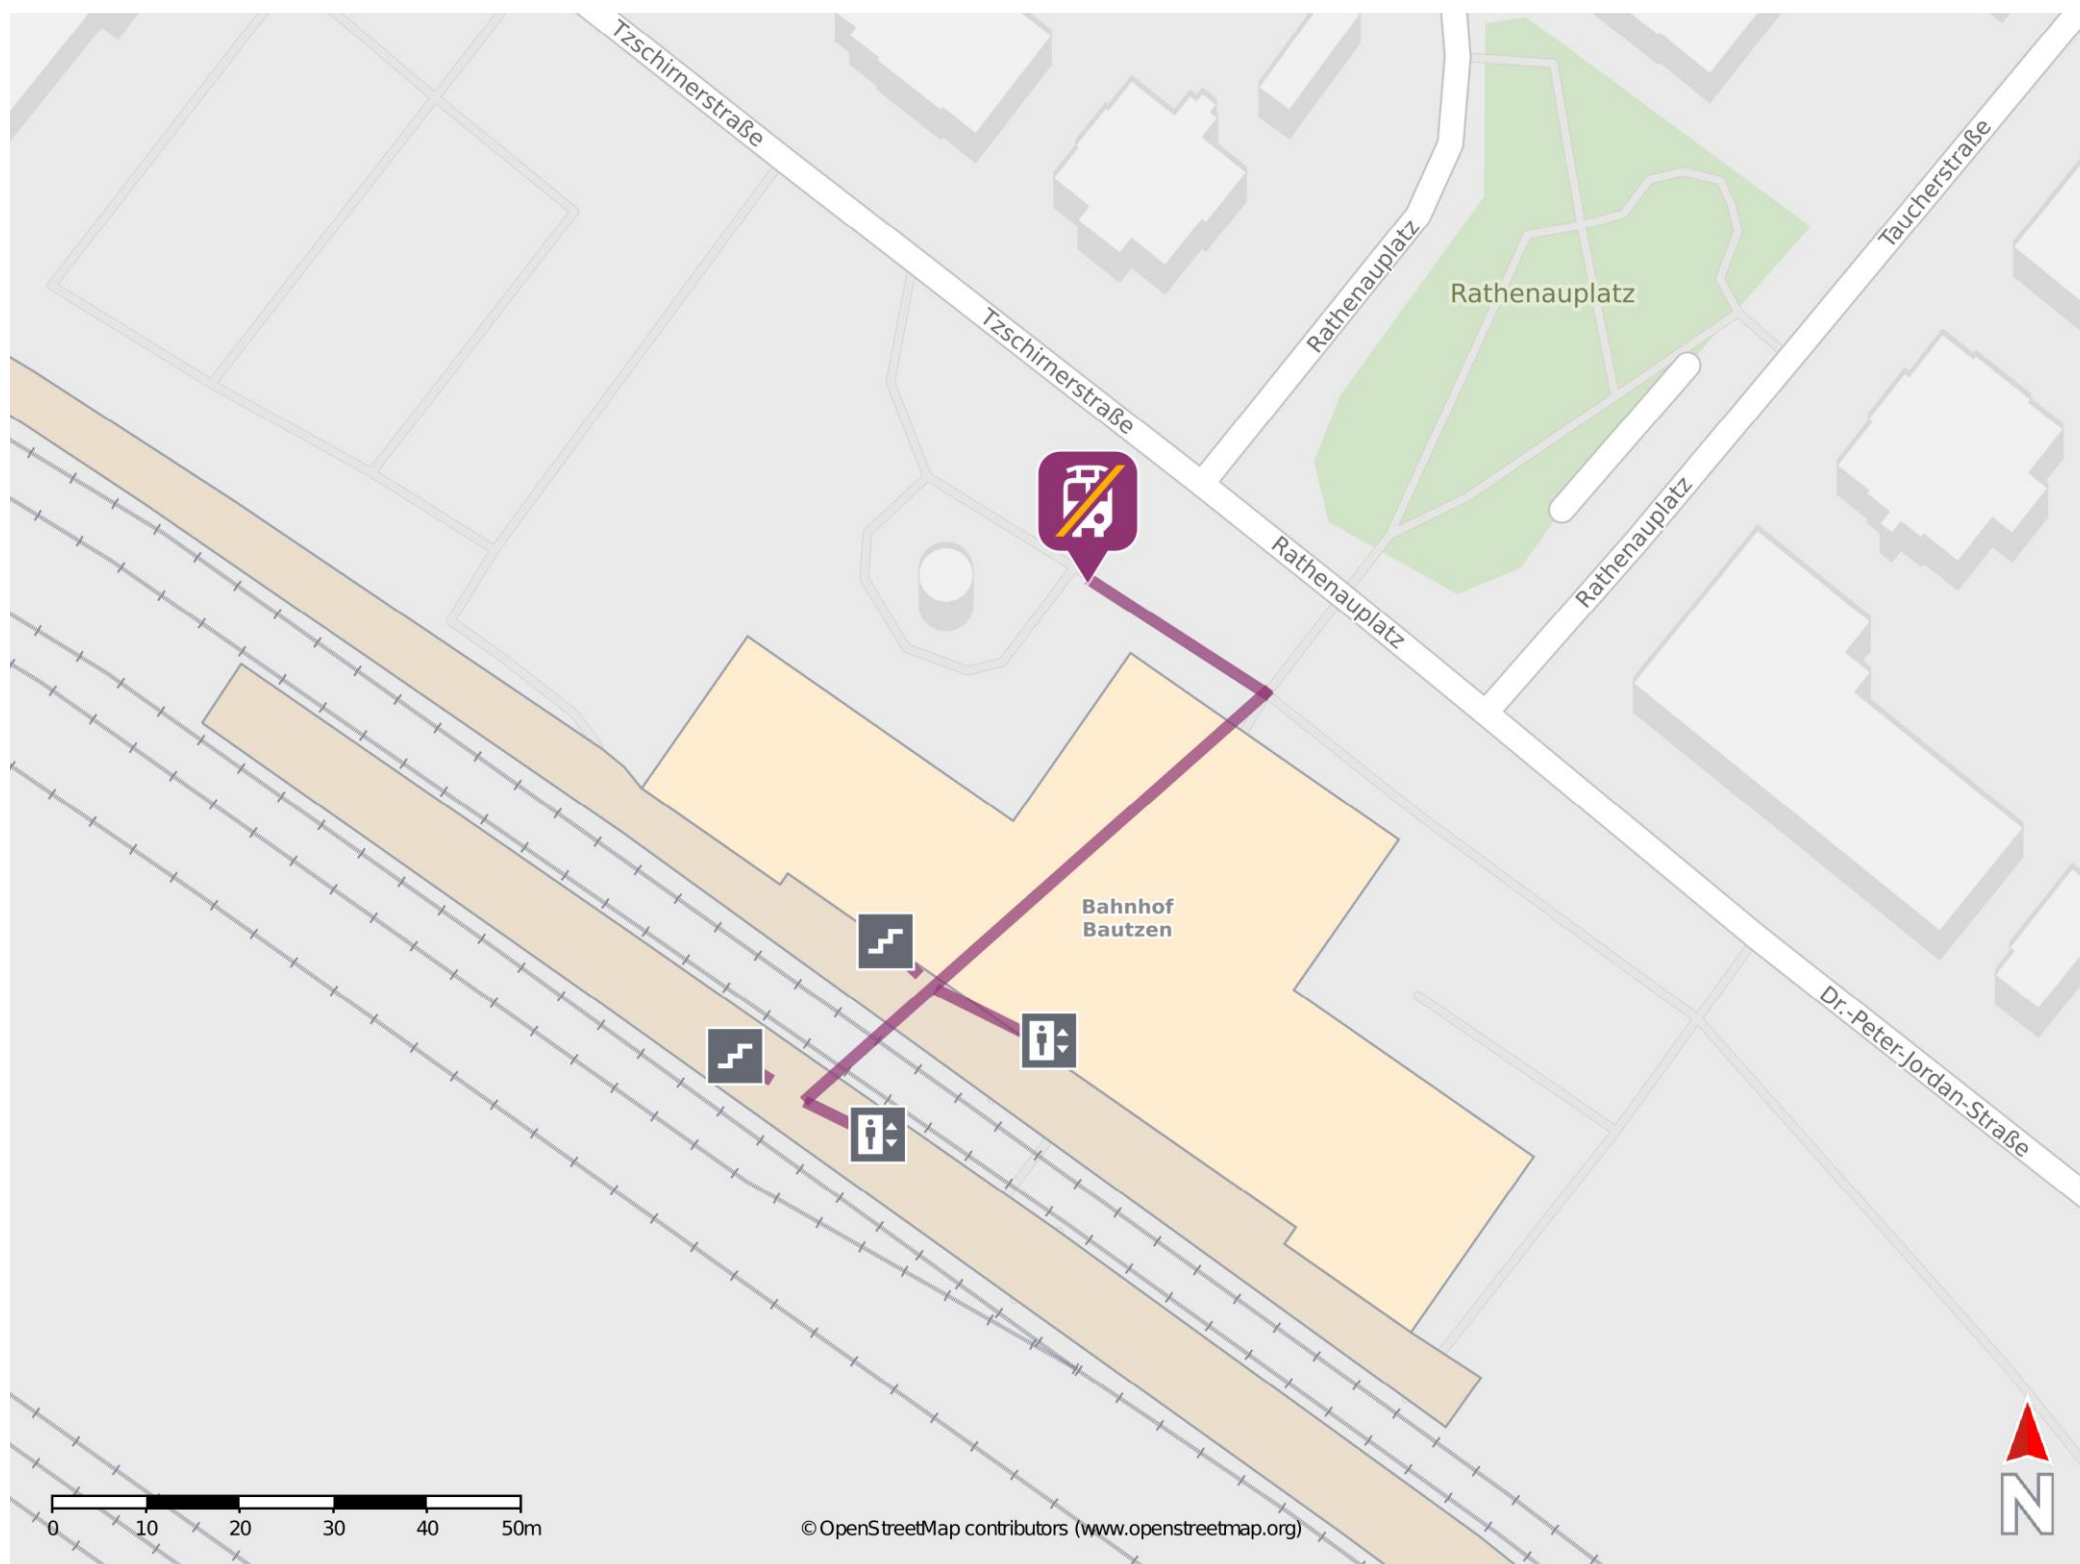 Tzschirnerstraße
Taucherstraße
Rathenauplatz
Rathenauplatz
Tzschirnerstraße
Rathenauplatz
Rathenauplatz
Bahnhof
Bautzen
Dr.-Peter-Jordan-Straße
N
0 10 20 30 40 50m
© OpenStreetMap contributors (www.openstreetmap.org)